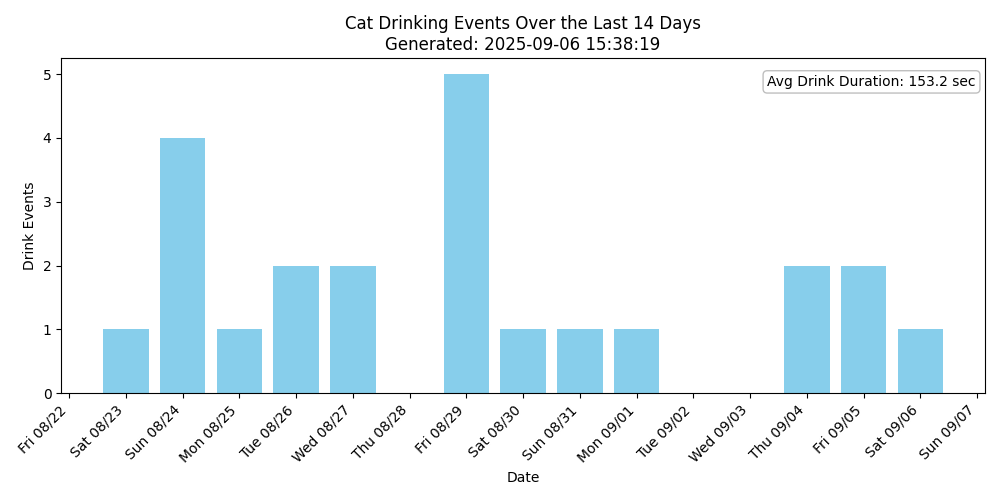 Cat Drinking Events Over the Last 14 Days
Generated: 2025-09-06 15:38:19
Avg Drink Duration: 153.2 sec
Drink Events
5
4
3
2
1
0
Fri 08/22
Sat 08/23
Sun 08/24
Mon 08/25
Tue 08/26
Wed 08/27
Thu 08/28
Fri 08/29
Sat 08/30
Sun 08/31
Mon 09/01
Tue 09/02
Wed 09/03
Thu 09/04
Fri 09/05
Sat 09/06
Sun 09/07
Date